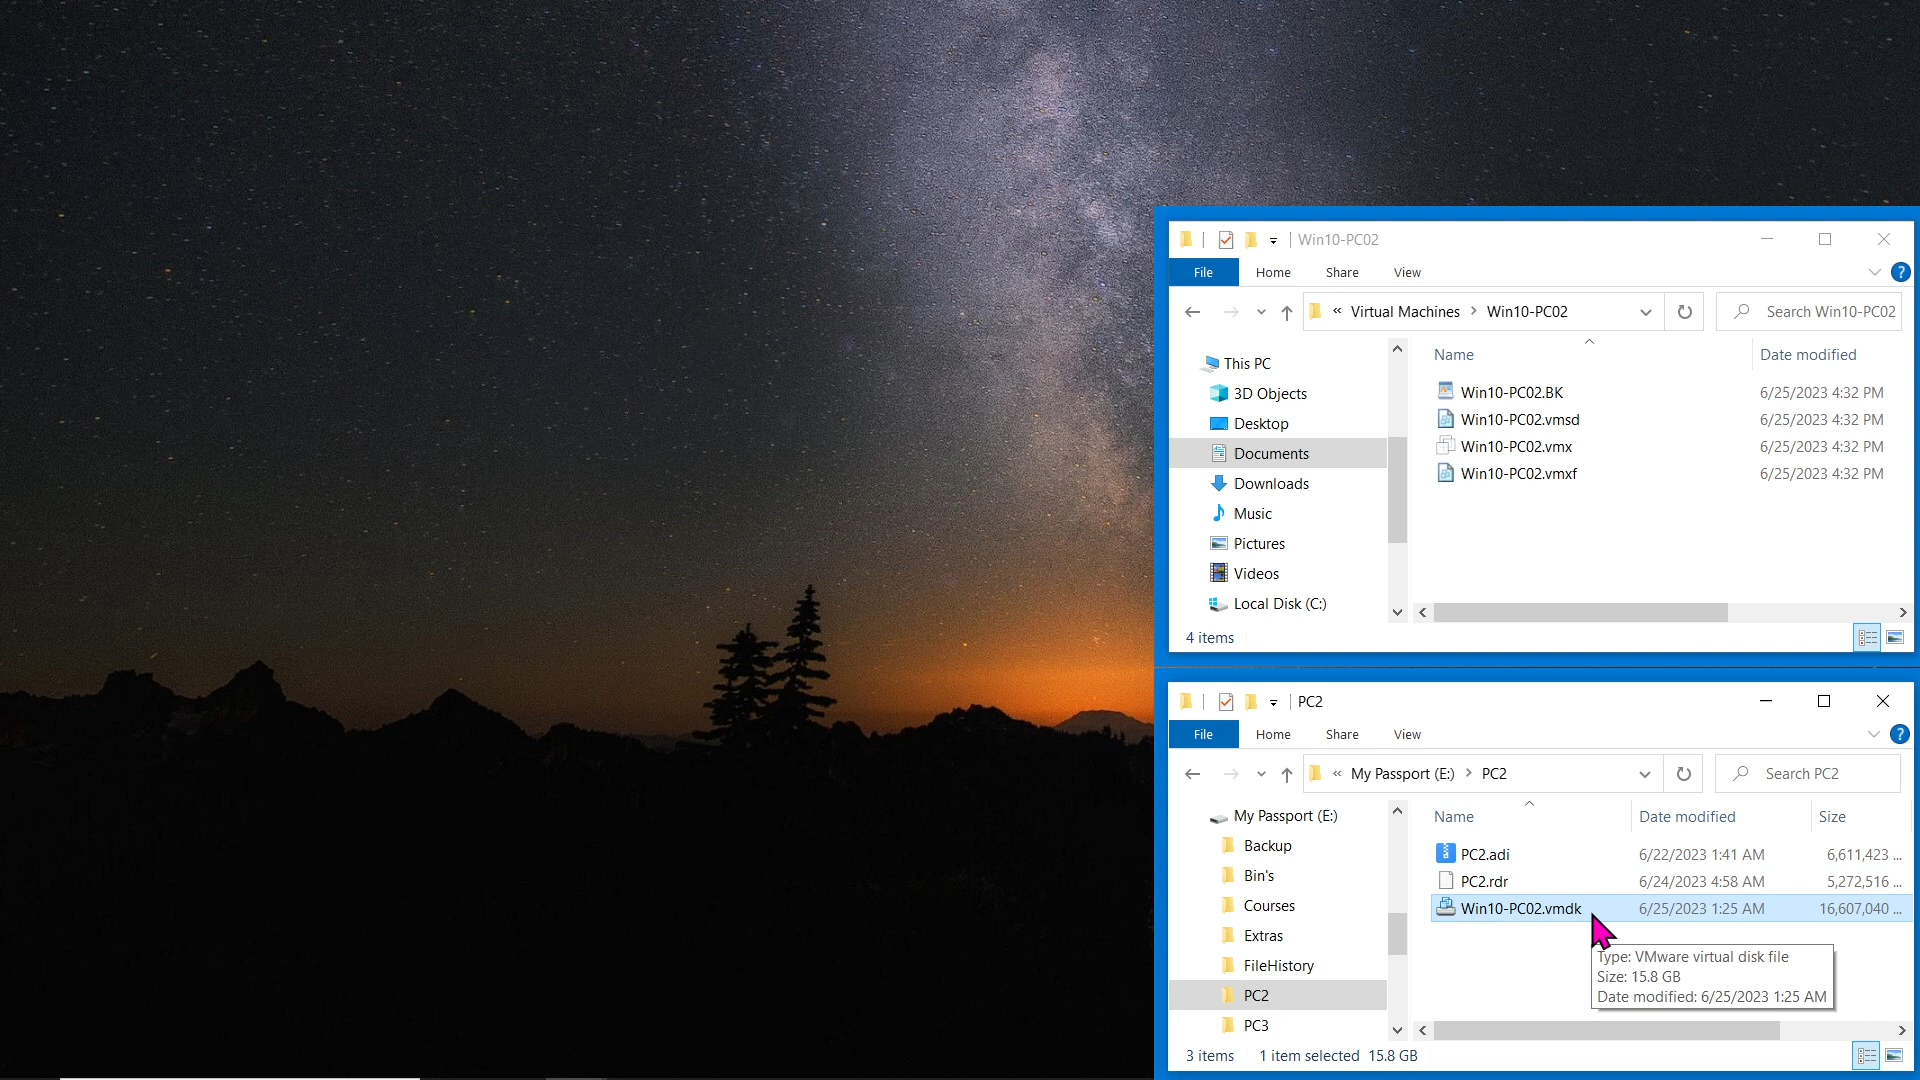 Win10-PC02
File Home Share View
« Virtual Machines > Win10-PC02 Search Win10-PC02
This PC
3D Objects
Desktop
Documents
Downloads
Music
Pictures
Videos
Local Disk (C:)
Name Date modified
Win10-PC02.BK 6/25/2023 4:32 PM
Win10-PC02.vmsd 6/25/2023 4:32 PM
Win10-PC02.vmx 6/25/2023 4:32 PM
Win10-PC02.vmxf 6/25/2023 4:32 PM
4 items
PC2
File Home Share View
« My Passport (E:) > PC2 Search PC2
My Passport (E:)
Backup
Bin's
Courses
Extras
FileHistory
PC2
PC3
Name Date modified Size
PC2.adi 6/22/2023 1:41 AM 6,611,423 ...
PC2.rdr 6/24/2023 4:58 AM 5,272,516 ...
Win10-PC02.vmdk 6/25/2023 1:25 AM 16,607,040 ...
Type: VMware virtual disk file
Size: 15.8 GB
Date modified: 6/25/2023 1:25 AM
3 items 1 item selected 15.8 GB